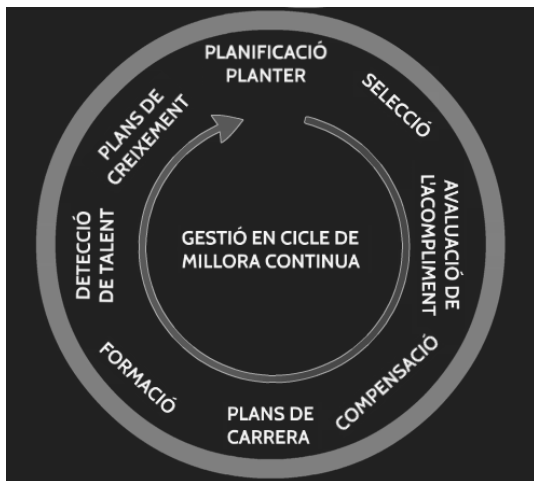 PLANIFICACIÓ
PLANTER
SELECCIÓ
AVALUACIÓ DE
L'ACOMPLIMENT
COMPENSACIÓ
PLANS DE
CARRERA
FORMACIÓ
DETECCIÓ
DE TALENT
PLANS DE
CREIXEMENT
GESTIÓ EN CICLE DE
MILLORA CONTINUA